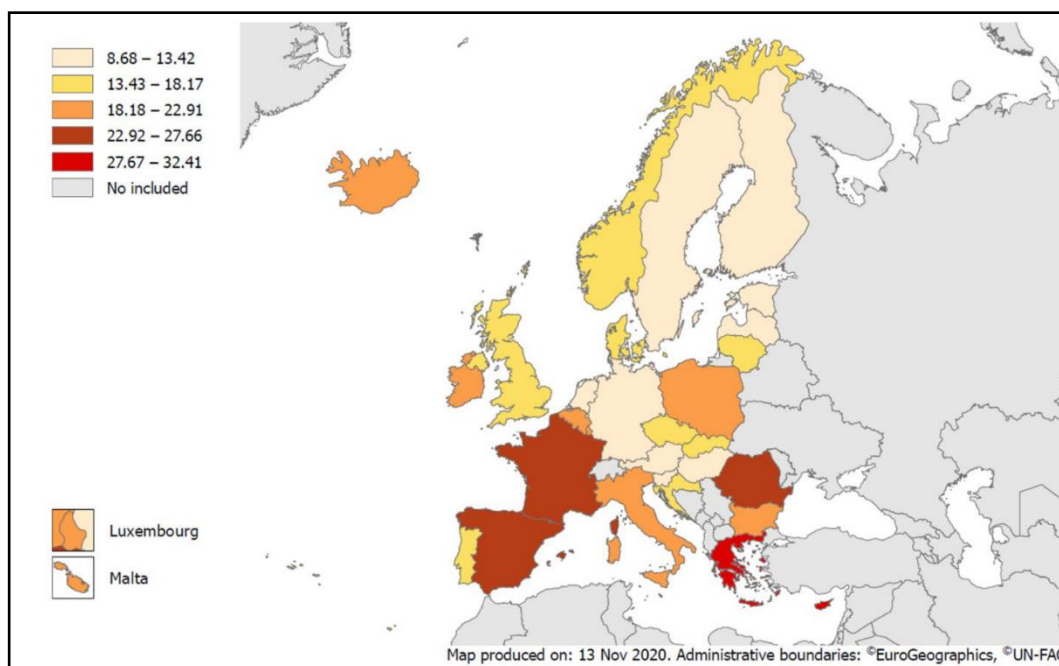 8.68 – 13.42
13.43 – 18.17
18.18 – 22.91
22.92 – 27.66
27.67 – 32.41
No included
Luxembourg
Malta
Map produced on: 13 Nov 2020. Administrative boundaries: ©EuroGeographics, ©UN-FAO